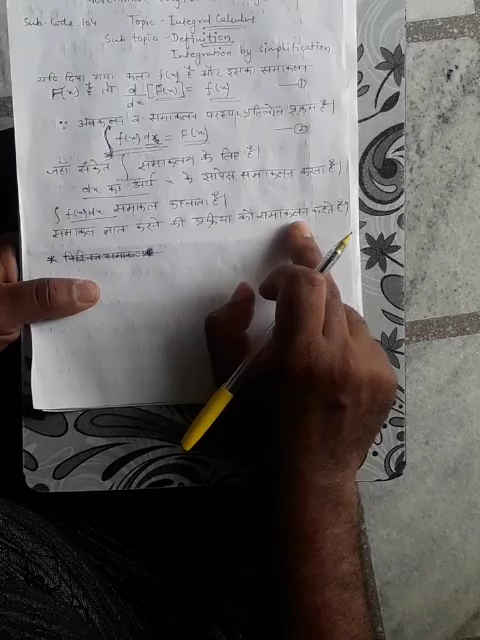 Sub. Code 104 Topic - Integral Calculus
Sub topic - Definition,
Integration by simplification
यदि दिया गया फलन f(x) है और इसका समाकलन
F(x) है तो d/dx [F(x)] = f(x) —①
∵ अवकलन व समाकलन परस्पर प्रतिलोम प्रक्रम है।
∫ f(x) dx = F(x) —②
जहाँ संकेत ∫ समाकलन के लिए है।
dx का अर्थ x के सापेक्ष समाकलन करना है।
∫ f(x) dx समाकल कहलाता है।
समाकल ज्ञात करने की प्रक्रिया को समाकलन कहते है।
*